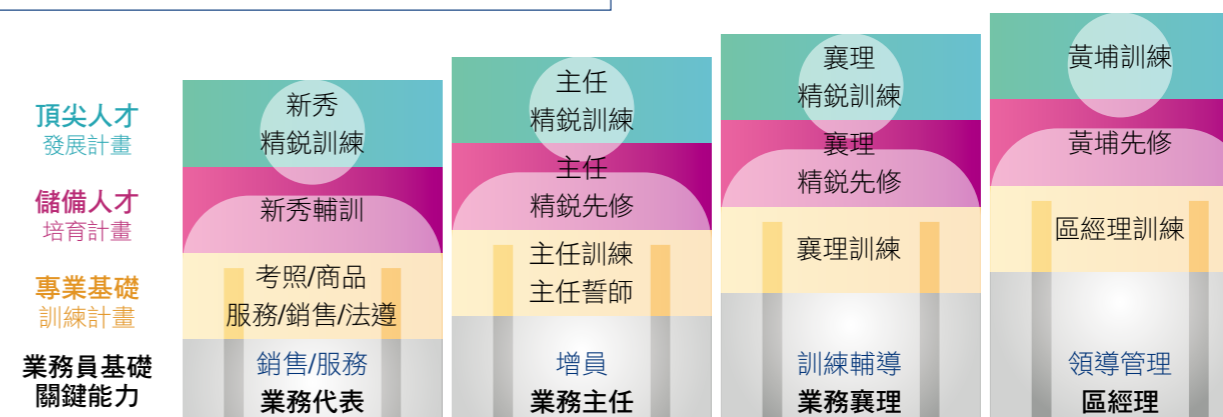 頂尖人才
發展計畫
儲備人才
培育計畫
專業基礎
訓練計畫
業務員基礎
關鍵能力
新秀
精銳訓練
新秀輔訓
考照/商品
服務/銷售/法遵
銷售/服務
業務代表
主任
精銳訓練
主任
精銳先修
主任訓練
主任誓師
增員
業務主任
襄理
精銳訓練
襄理
精銳先修
襄理訓練
訓練輔導
業務襄理
黃埔訓練
黃埔先修
區經理訓練
領導管理
區經理